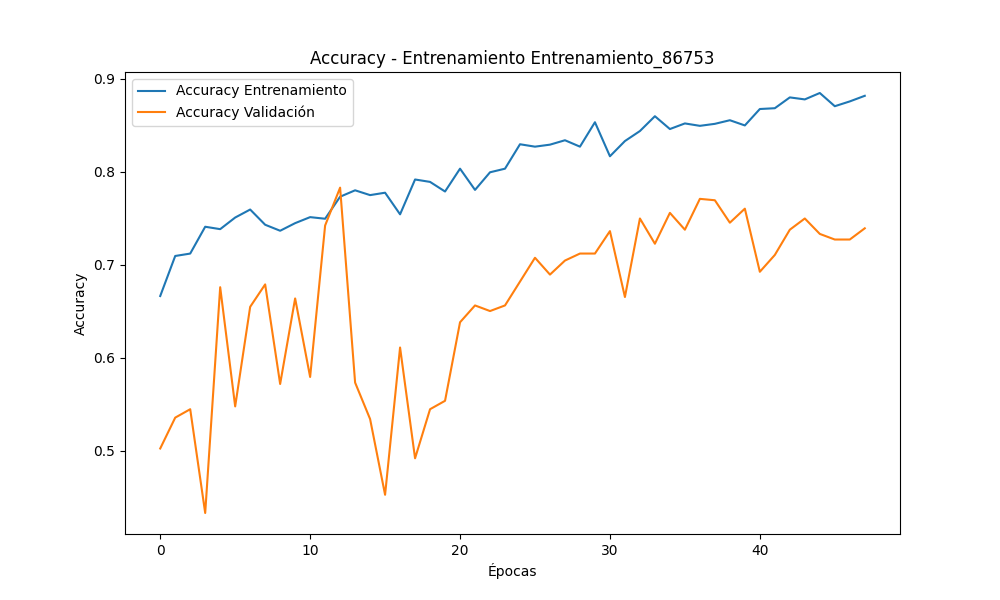 Accuracy - Entrenamiento Entrenamiento_86753
Accuracy Entrenamiento
Accuracy Validación
0.9
0.8
0.7
0.6
0.5
Accuracy
0 10 20 30 40
Épocas